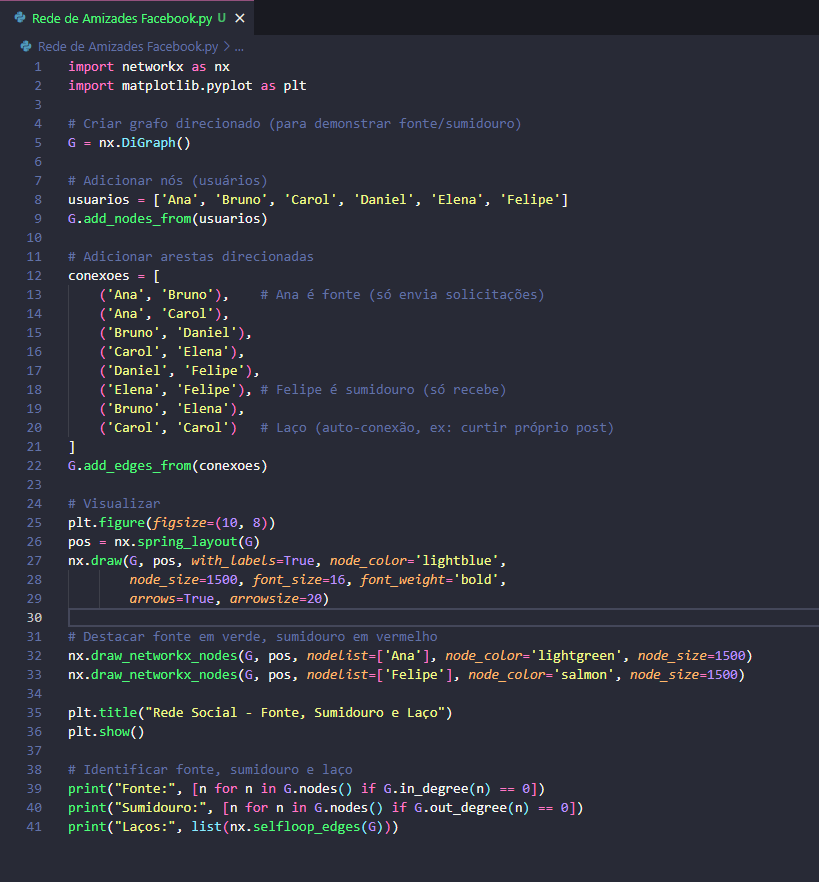 Rede de Amizades Facebook.py U ✕
Rede de Amizades Facebook.py > ...
1 import networkx as nx
2 import matplotlib.pyplot as plt
3
4 # Criar grafo direcionado (para demonstrar fonte/sumidouro)
5 G = nx.DiGraph()
6
7 # Adicionar nós (usuários)
8 usuarios = ['Ana', 'Bruno', 'Carol', 'Daniel', 'Elena', 'Felipe']
9 G.add_nodes_from(usuarios)
10
11 # Adicionar arestas direcionadas
12 conexoes = [
13     ('Ana', 'Bruno'),    # Ana é fonte (só envia solicitações)
14     ('Ana', 'Carol'),
15     ('Bruno', 'Daniel'),
16     ('Carol', 'Elena'),
17     ('Daniel', 'Felipe'),
18     ('Elena', 'Felipe'), # Felipe é sumidouro (só recebe)
19     ('Bruno', 'Elena'),
20     ('Carol', 'Carol')   # Laço (auto-conexão, ex: curtir próprio post)
21 ]
22 G.add_edges_from(conexoes)
23
24 # Visualizar
25 plt.figure(figsize=(10, 8))
26 pos = nx.spring_layout(G)
27 nx.draw(G, pos, with_labels=True, node_color='lightblue',
28         node_size=1500, font_size=16, font_weight='bold',
29         arrows=True, arrowsize=20)
30
31 # Destacar fonte em verde, sumidouro em vermelho
32 nx.draw_networkx_nodes(G, pos, nodelist=['Ana'], node_color='lightgreen', node_size=1500)
33 nx.draw_networkx_nodes(G, pos, nodelist=['Felipe'], node_color='salmon', node_size=1500)
34
35 plt.title("Rede Social - Fonte, Sumidouro e Laço")
36 plt.show()
37
38 # Identificar fonte, sumidouro e laço
39 print("Fonte:", [n for n in G.nodes() if G.in_degree(n) == 0])
40 print("Sumidouro:", [n for n in G.nodes() if G.out_degree(n) == 0])
41 print("Laços:", list(nx.selfloop_edges(G)))